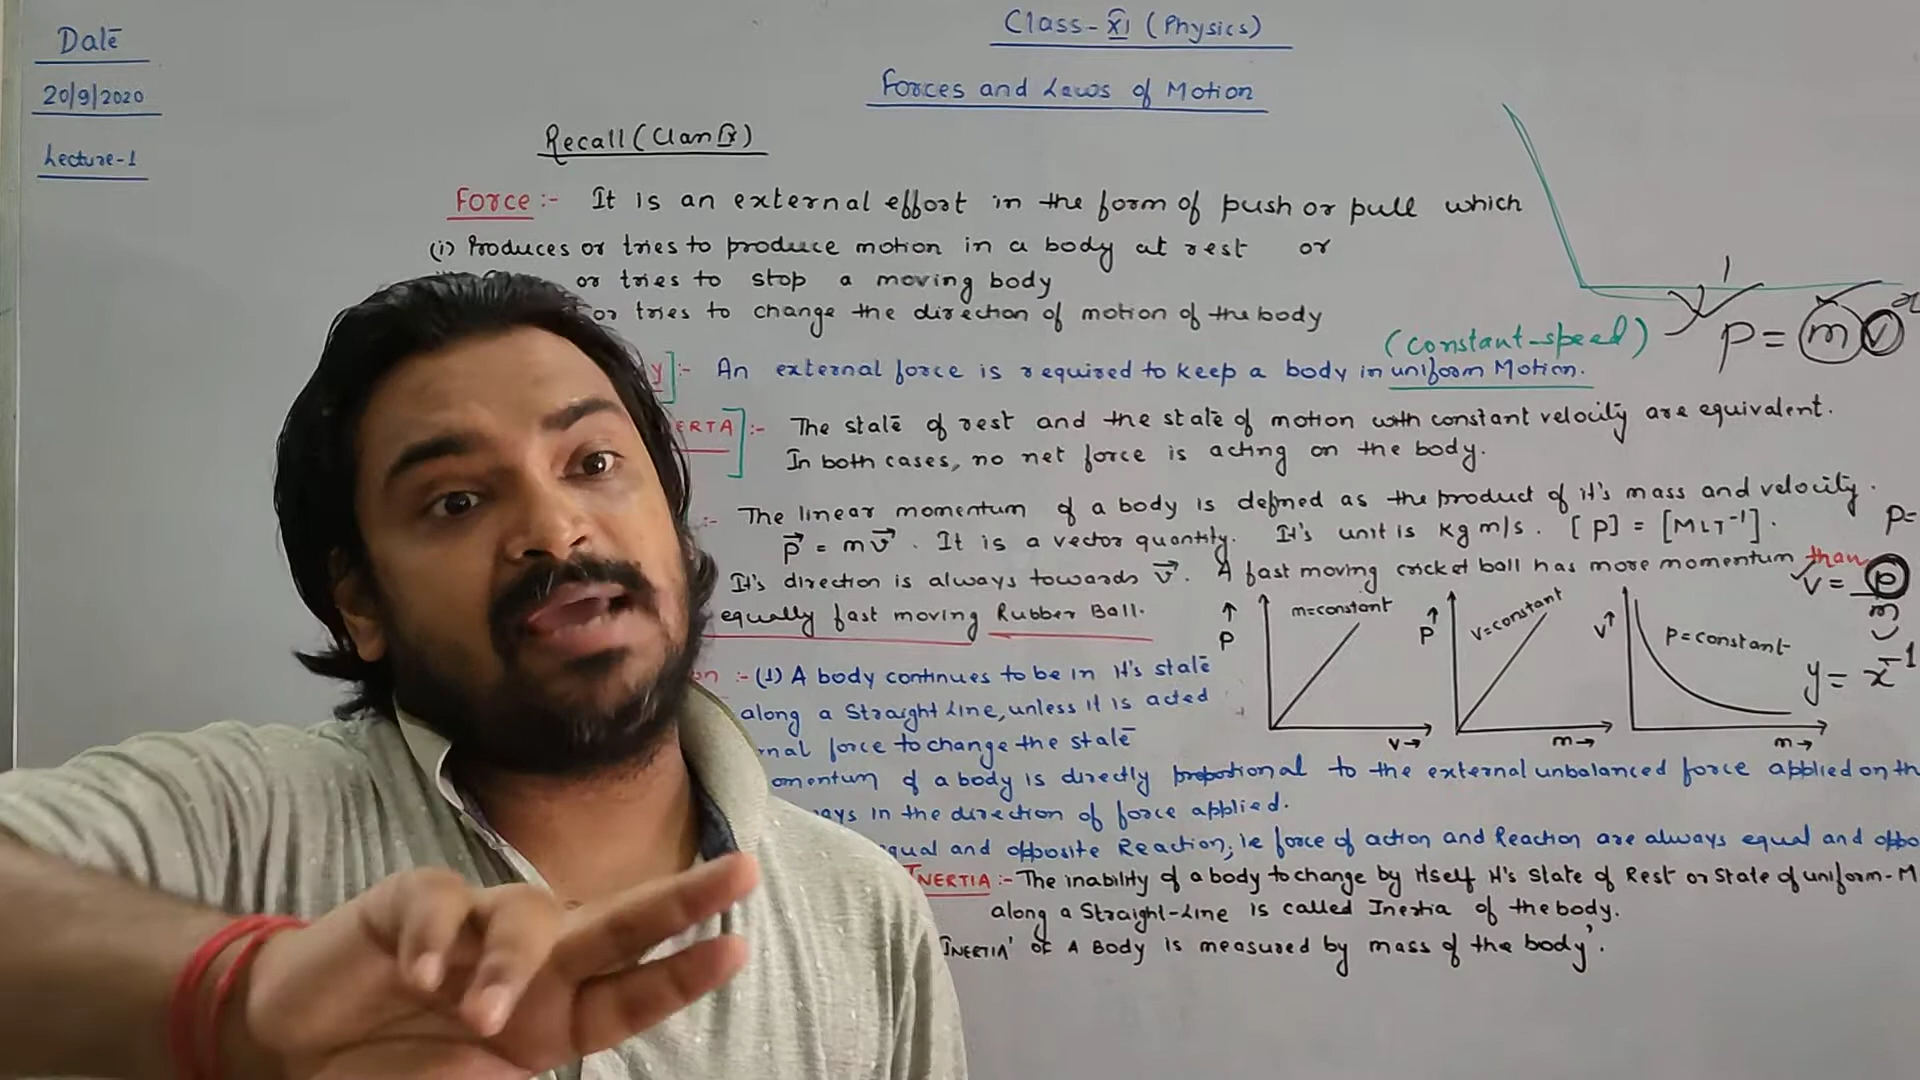 Class-XI (Physics)
Date
20/9/2020
Lecture-1
Forces and Laws of Motion
Recall (Class IX)
Force :- It is an external effort in the form of push or pull which
(i) Produces or tries to produce motion in a body at rest or
or tries to stop a moving body
or tries to change the direction of motion of the body
(constant-speed)
p = mv
:- An external force is required to keep a body in uniform Motion.
:- The state of rest and the state of motion with constant velocity are equivalent.
In both cases, no net force is acting on the body.
:- The linear momentum of a body is defined as the product of it's mass and velocity.
p⃗ = mv⃗. It is a vector quantity. It's unit is kg m/s. [p] = [MLT⁻¹].
p=
It's direction is always towards v⃗. A fast moving cricket ball has more momentum than
equally fast moving Rubber Ball.
v = p/m
P m=constant v→
P v=constant m→
v p=constant m→
y = x⁻¹
:- (1) A body continues to be in it's state
along a Straight line, unless it is acted
force to change the state
of a body is directly proportional to the external unbalanced force applied on
in the direction of force applied.
and opposite Reaction, ie force of action and Reaction are always equal and
INERTIA :- The inability of a body to change by itself it's state of Rest or state of uniform-
along a Straight-Line is called Inertia of the body.
'INERTIA' OF A BODY is measured by mass of the body'.